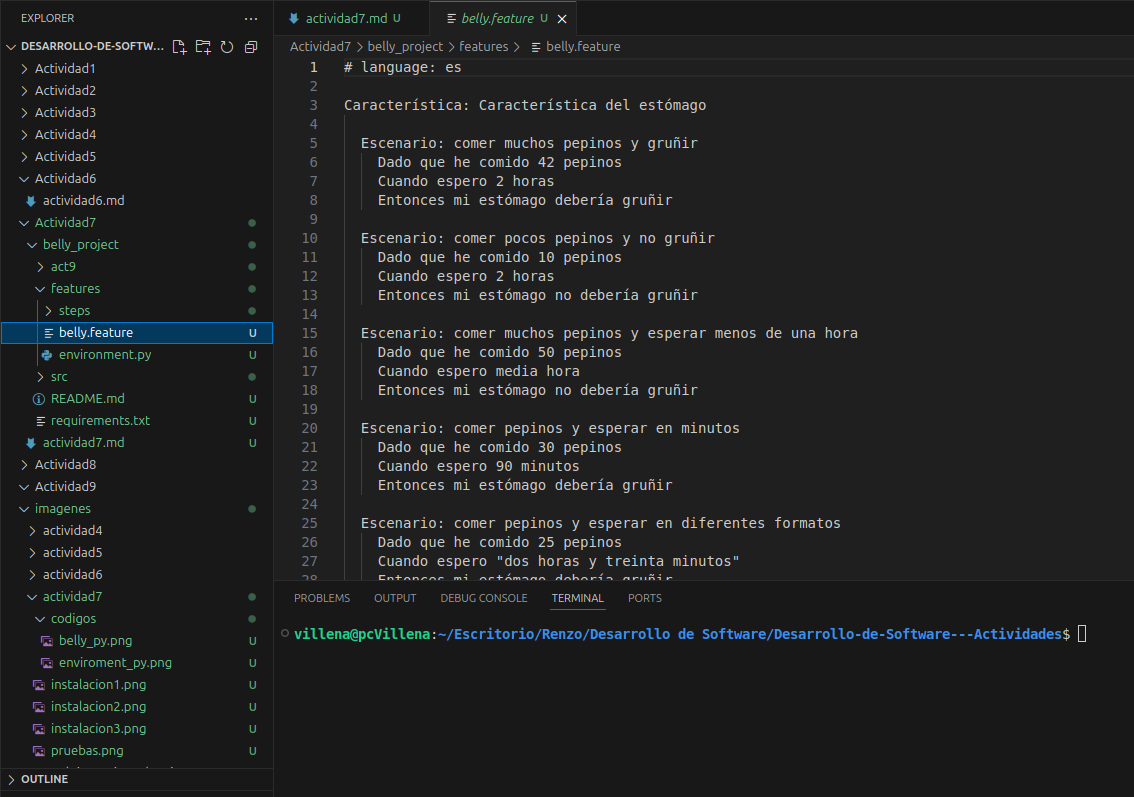 EXPLORER
DESARROLLO-DE-SOFTW...
Actividad1
Actividad2
Actividad3
Actividad4
Actividad5
Actividad6
actividad6.md
Actividad7
belly_project
act9
features
steps
belly.feature U
environment.py U
src
README.md U
requirements.txt U
actividad7.md U
Actividad8
Actividad9
imagenes
actividad4
actividad5
actividad6
actividad7
codigos
belly_py.png U
enviroment_py.png U
instalacion1.png U
instalacion2.png U
instalacion3.png U
pruebas.png U
OUTLINE
actividad7.md U
belly.feature U
Actividad7 > belly_project > features > belly.feature
1 # language: es
2
3 Característica: Característica del estómago
4
5 Escenario: comer muchos pepinos y gruñir
6 Dado que he comido 42 pepinos
7 Cuando espero 2 horas
8 Entonces mi estómago debería gruñir
9
10 Escenario: comer pocos pepinos y no gruñir
11 Dado que he comido 10 pepinos
12 Cuando espero 2 horas
13 Entonces mi estómago no debería gruñir
14
15 Escenario: comer muchos pepinos y esperar menos de una hora
16 Dado que he comido 50 pepinos
17 Cuando espero media hora
18 Entonces mi estómago no debería gruñir
19
20 Escenario: comer pepinos y esperar en minutos
21 Dado que he comido 30 pepinos
22 Cuando espero 90 minutos
23 Entonces mi estómago debería gruñir
24
25 Escenario: comer pepinos y esperar en diferentes formatos
26 Dado que he comido 25 pepinos
27 Cuando espero "dos horas y treinta minutos"
28 Entonces mi estómago debería gruñir
PROBLEMS OUTPUT DEBUG CONSOLE TERMINAL PORTS
villena@pcVillena:~/Escritorio/Renzo/Desarrollo de Software/Desarrollo-de-Software---Actividades$